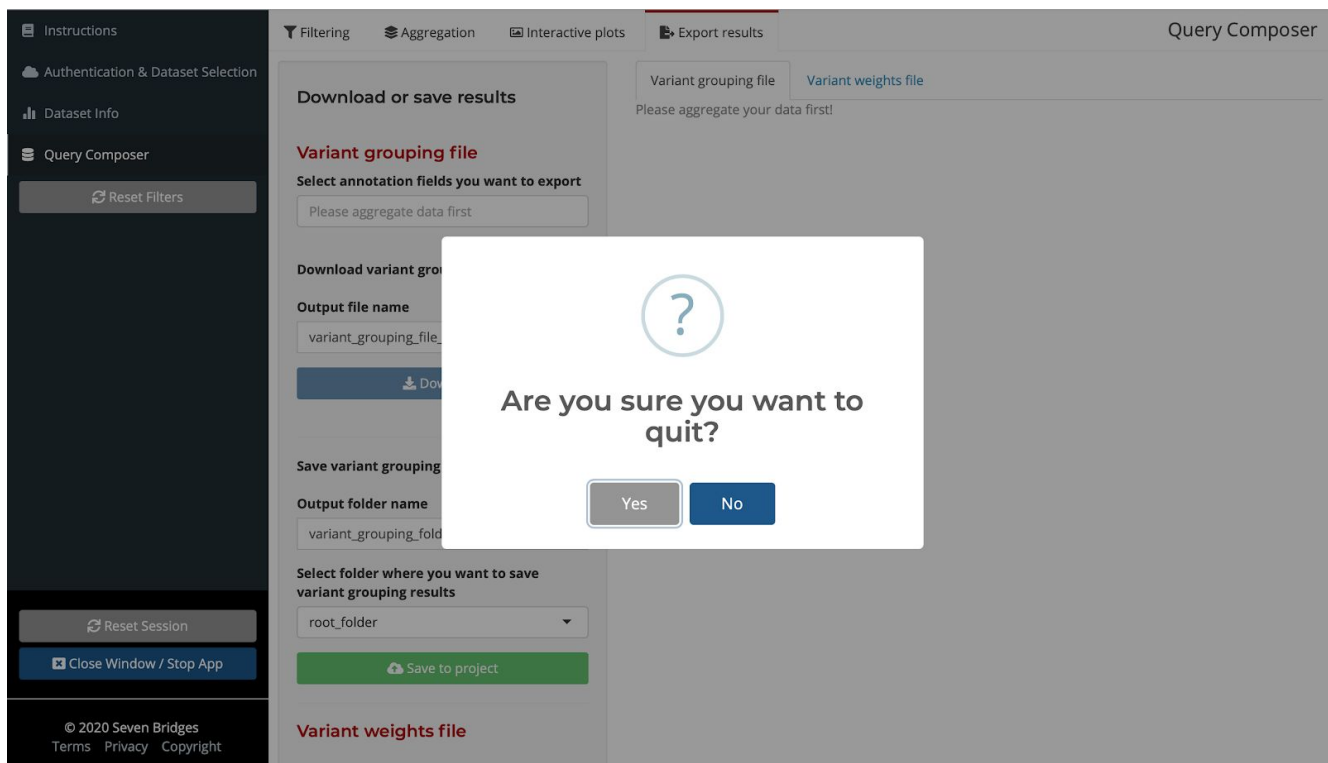 Instructions
Authentication & Dataset Selection
Dataset Info
Query Composer
Reset Filters
Reset Session
Close Window / Stop App
© 2020 Seven Bridges
Terms Privacy Copyright
Filtering Aggregation Interactive plots Export results
Query Composer
Download or save results
Variant grouping file
Select annotation fields you want to export
Please aggregate data first
Download variant
Output file name
variant_grouping_file_
Save variant grouping
Output folder name
Select folder where you want to save
variant grouping results
root_folder
Save to project
Variant weights file
Variant grouping file Variant weights file
Please aggregate your data first!
?
Are you sure you want to
quit?
Yes No